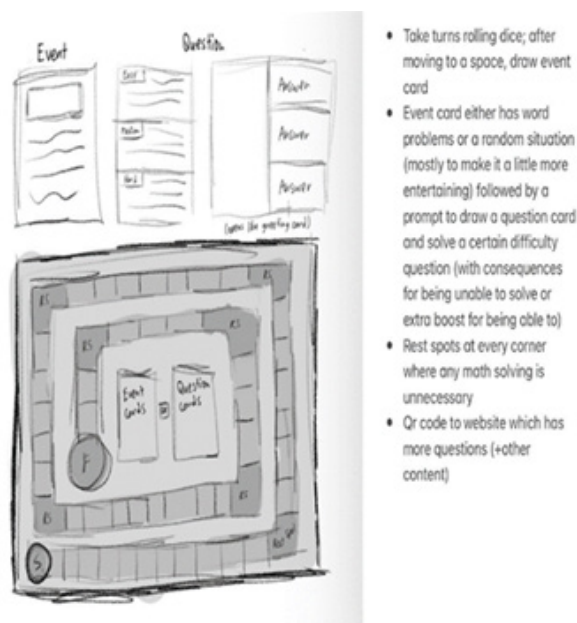 Event
Question
Easy
Medium
Hard
Answer
Answer
Answer
(opens like greeting card)
RS
RS
RS
RS
Event
cards
Question
cards
F
RS
RS
S
Rest Spot
• Take turns rolling dice; after
moving to a space, draw event
card
• Event card either has word
problems or a random situation
(mostly to make it a little more
entertaining) followed by a
prompt to draw a question card
and solve a certain difficulty
question (with consequences
for being unable to solve or
extra boost for being able to)
• Rest spots at every corner
where any math solving is
unnecessary
• Qr code to website which has
more questions (+other
content)